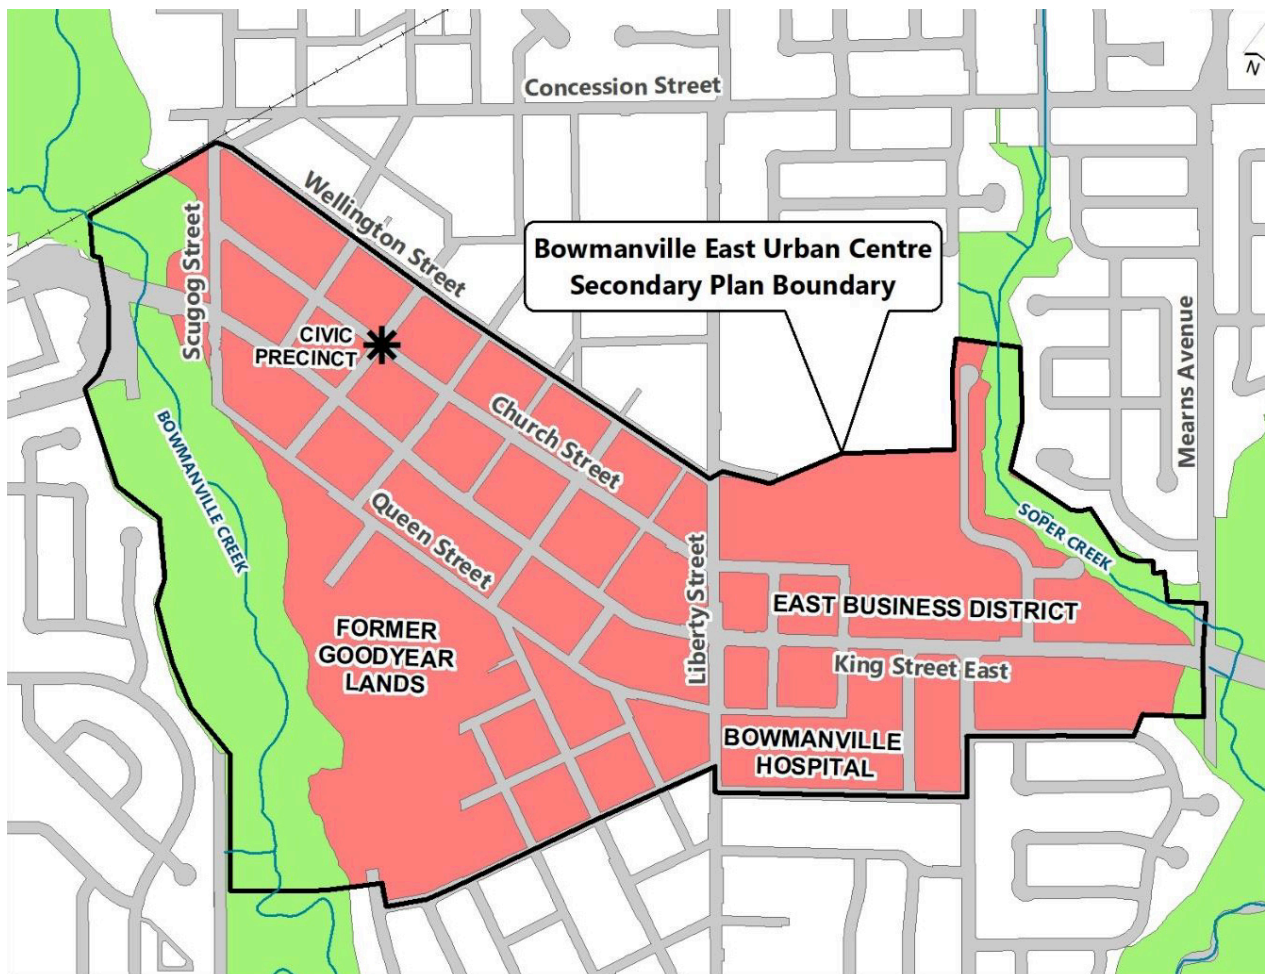 Concession Street
N
Wellington Street
Scugog Street
Bowmanville East Urban Centre
Secondary Plan Boundary
CIVIC
PRECINCT
Mearns Avenue
Church Street
BOWMANVILLE CREEK
Queen Street
SOPER CREEK
Liberty Street
EAST BUSINESS DISTRICT
FORMER
GOODYEAR
LANDS
King Street East
BOWMANVILLE
HOSPITAL